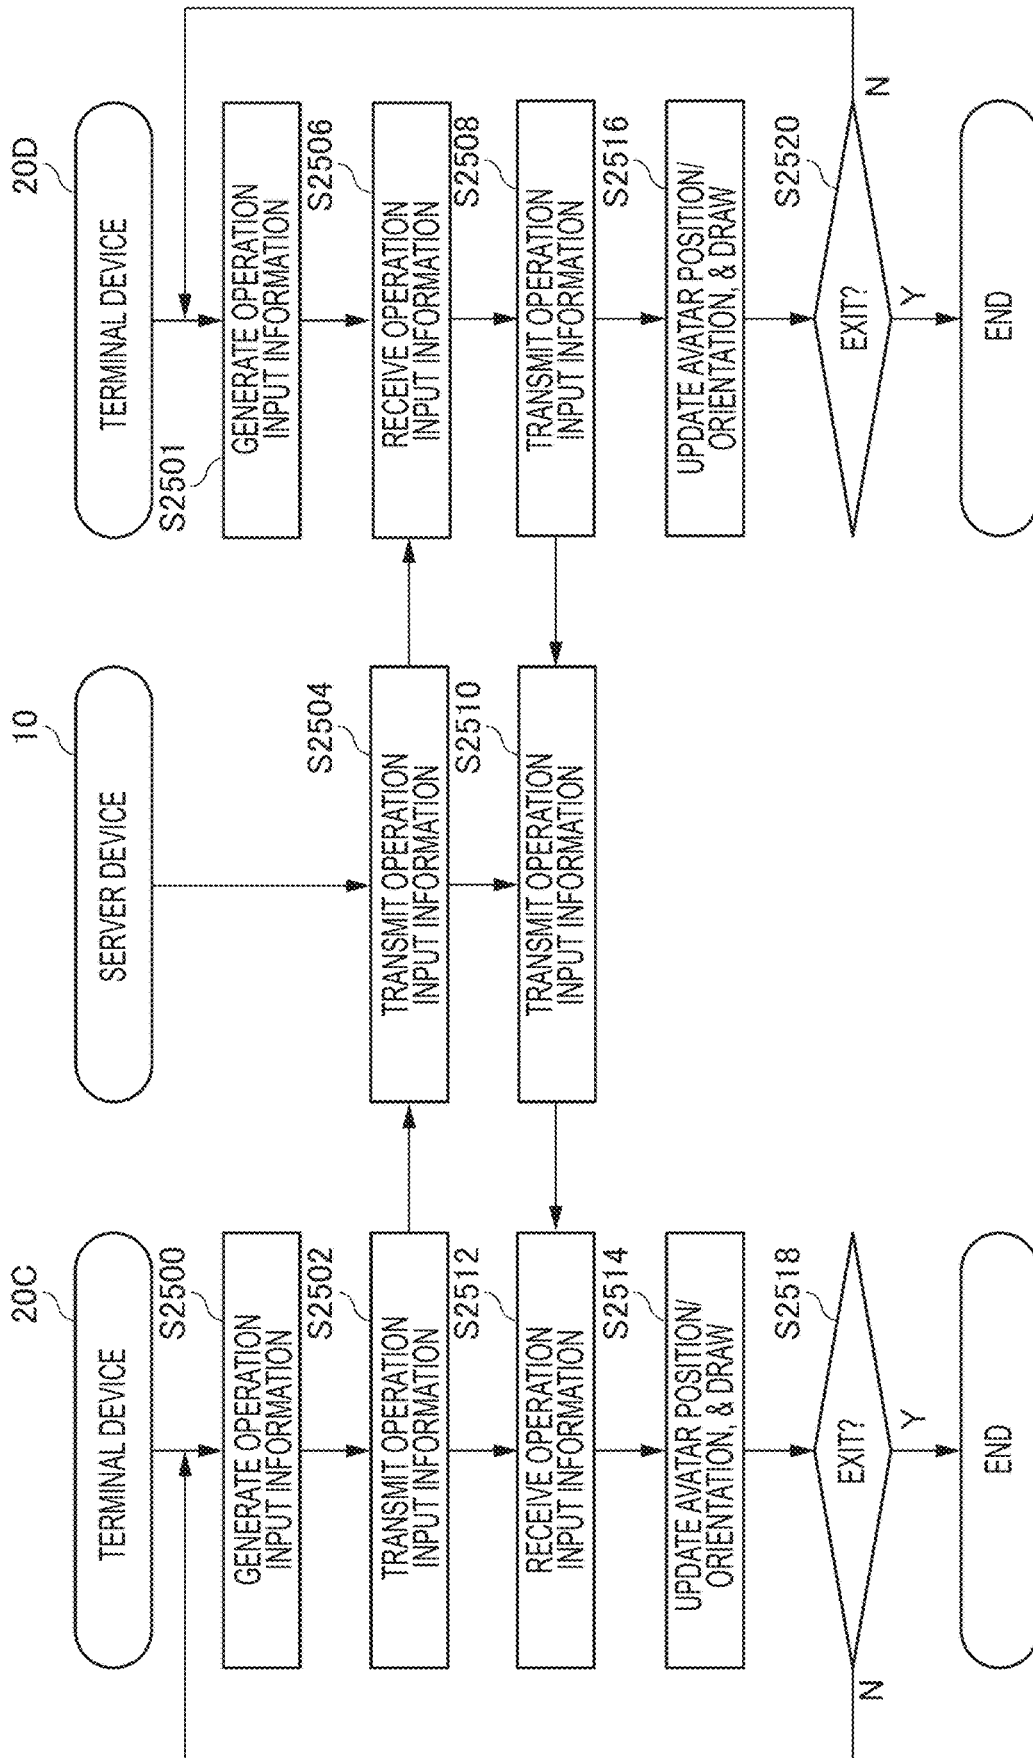 20C
TERMINAL DEVICE
S2500
GENERATE OPERATION
INPUT INFORMATION
S2502
TRANSMIT OPERATION
INPUT INFORMATION
S2512
RECEIVE OPERATION
INPUT INFORMATION
S2514
UPDATE AVATAR POSITION/
ORIENTATION, & DRAW
S2518
EXIT?
N
Y
END
10
SERVER DEVICE
S2504
TRANSMIT OPERATION
INPUT INFORMATION
S2510
TRANSMIT OPERATION
INPUT INFORMATION
20D
TERMINAL DEVICE
S2501
GENERATE OPERATION
INPUT INFORMATION
S2506
RECEIVE OPERATION
INPUT INFORMATION
S2508
TRANSMIT OPERATION
INPUT INFORMATION
S2516
UPDATE AVATAR POSITION/
ORIENTATION, & DRAW
S2520
EXIT?
N
Y
END